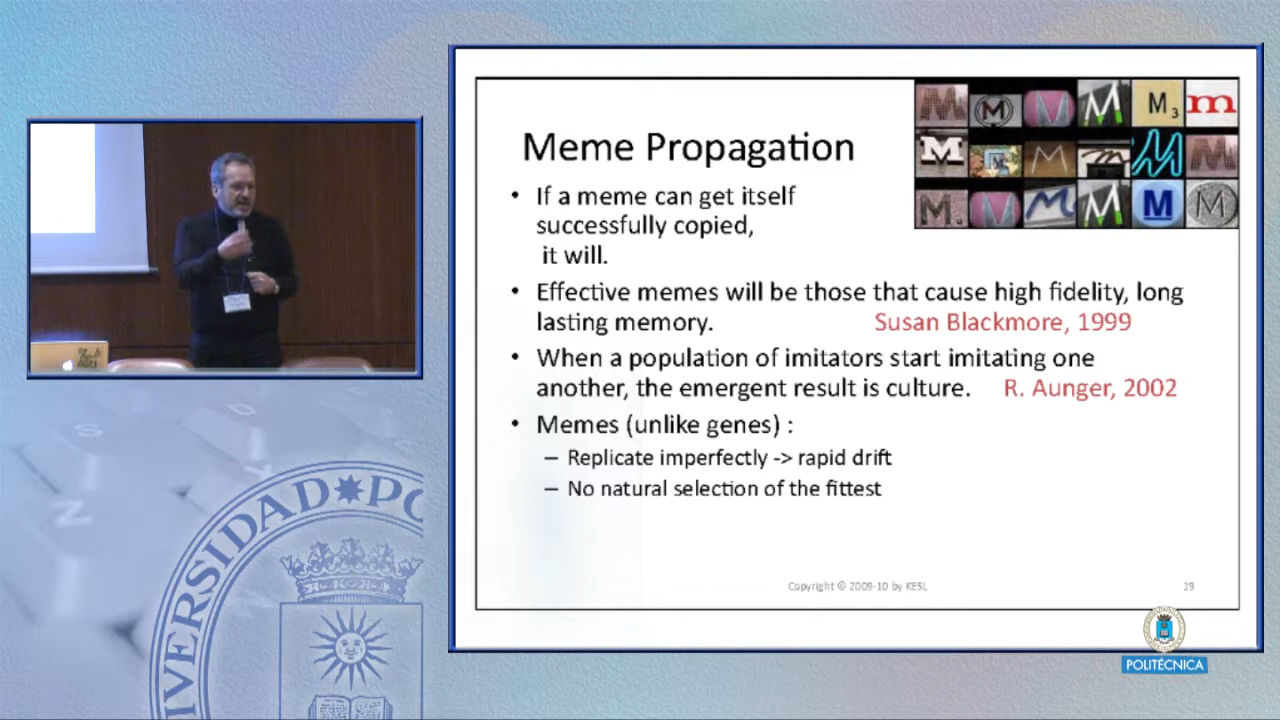 Meme Propagation
• If a meme can get itself
successfully copied,
it will.
• Effective memes will be those that cause high fidelity, long
lasting memory. Susan Blackmore, 1999
• When a population of imitators start imitating one
another, the emergent result is culture. R. Aunger, 2002
• Memes (unlike genes) :
– Replicate imperfectly -> rapid drift
– No natural selection of the fittest
Copyright © 2009-10 by KESL
19
M M M M M3 m
M M M M M
M. M M M M M
VERSIDAD PO
POLITÉCNICA